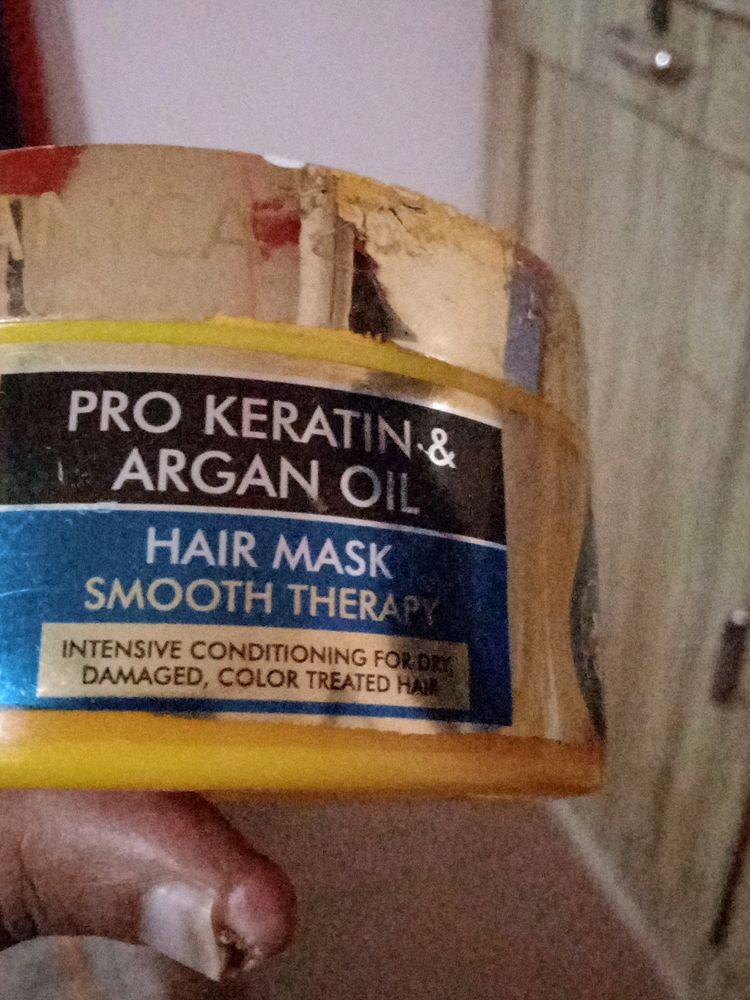 PRO KERATIN &
ARGAN OIL
HAIR MASK
SMOOTH THERAPY
INTENSIVE CONDITIONING FOR DRY,
DAMAGED, COLOR TREATED HAIR